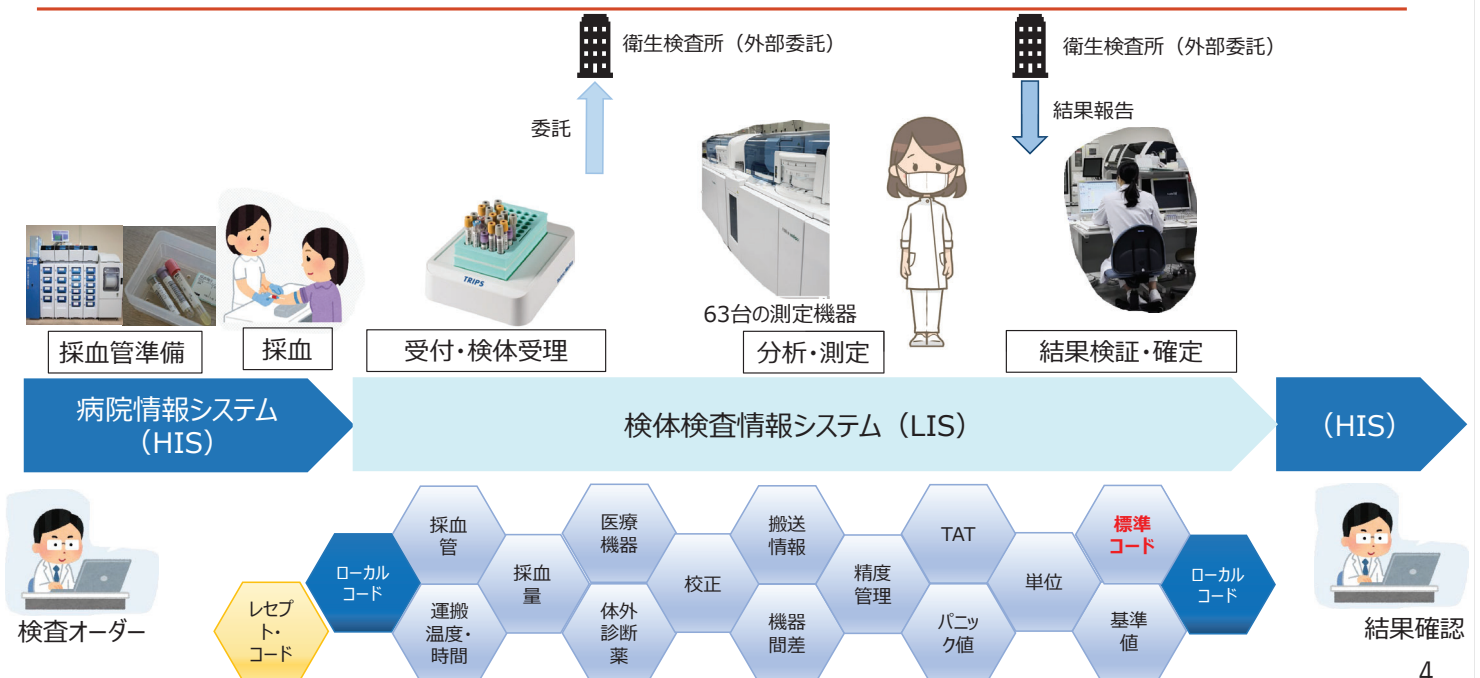 衛生検査所（外部委託）
衛生検査所（外部委託）
委託
結果報告
TRIPS
63台の測定機器
採血管準備
採血
受付・検体受理
分析・測定
結果検証・確定
病院情報システム
（HIS）
検体検査情報システム（LIS）
（HIS）
検査オーダー
レセプ
ト・
コード
ローカル
コード
採血
管
運搬
温度・
時間
採血
量
医療
機器
体外
診断
薬
校正
搬送
情報
機器
間差
精度
管理
TAT
パニッ
ク値
単位
標準
コード
基準
値
ローカル
コード
結果確認
4